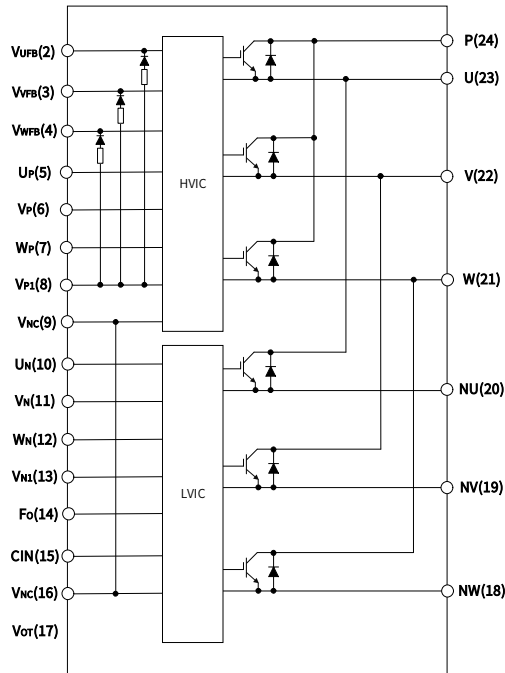 VUFB(2)
VVFB(3)
VWFB(4)
UP(5)
VP(6)
WP(7)
VP1(8)
VNC(9)
UN(10)
VN(11)
WN(12)
VN1(13)
FO(14)
CIN(15)
VNC(16)
VOT(17)
HVIC
LVIC
P(24)
U(23)
V(22)
W(21)
NU(20)
NV(19)
NW(18)